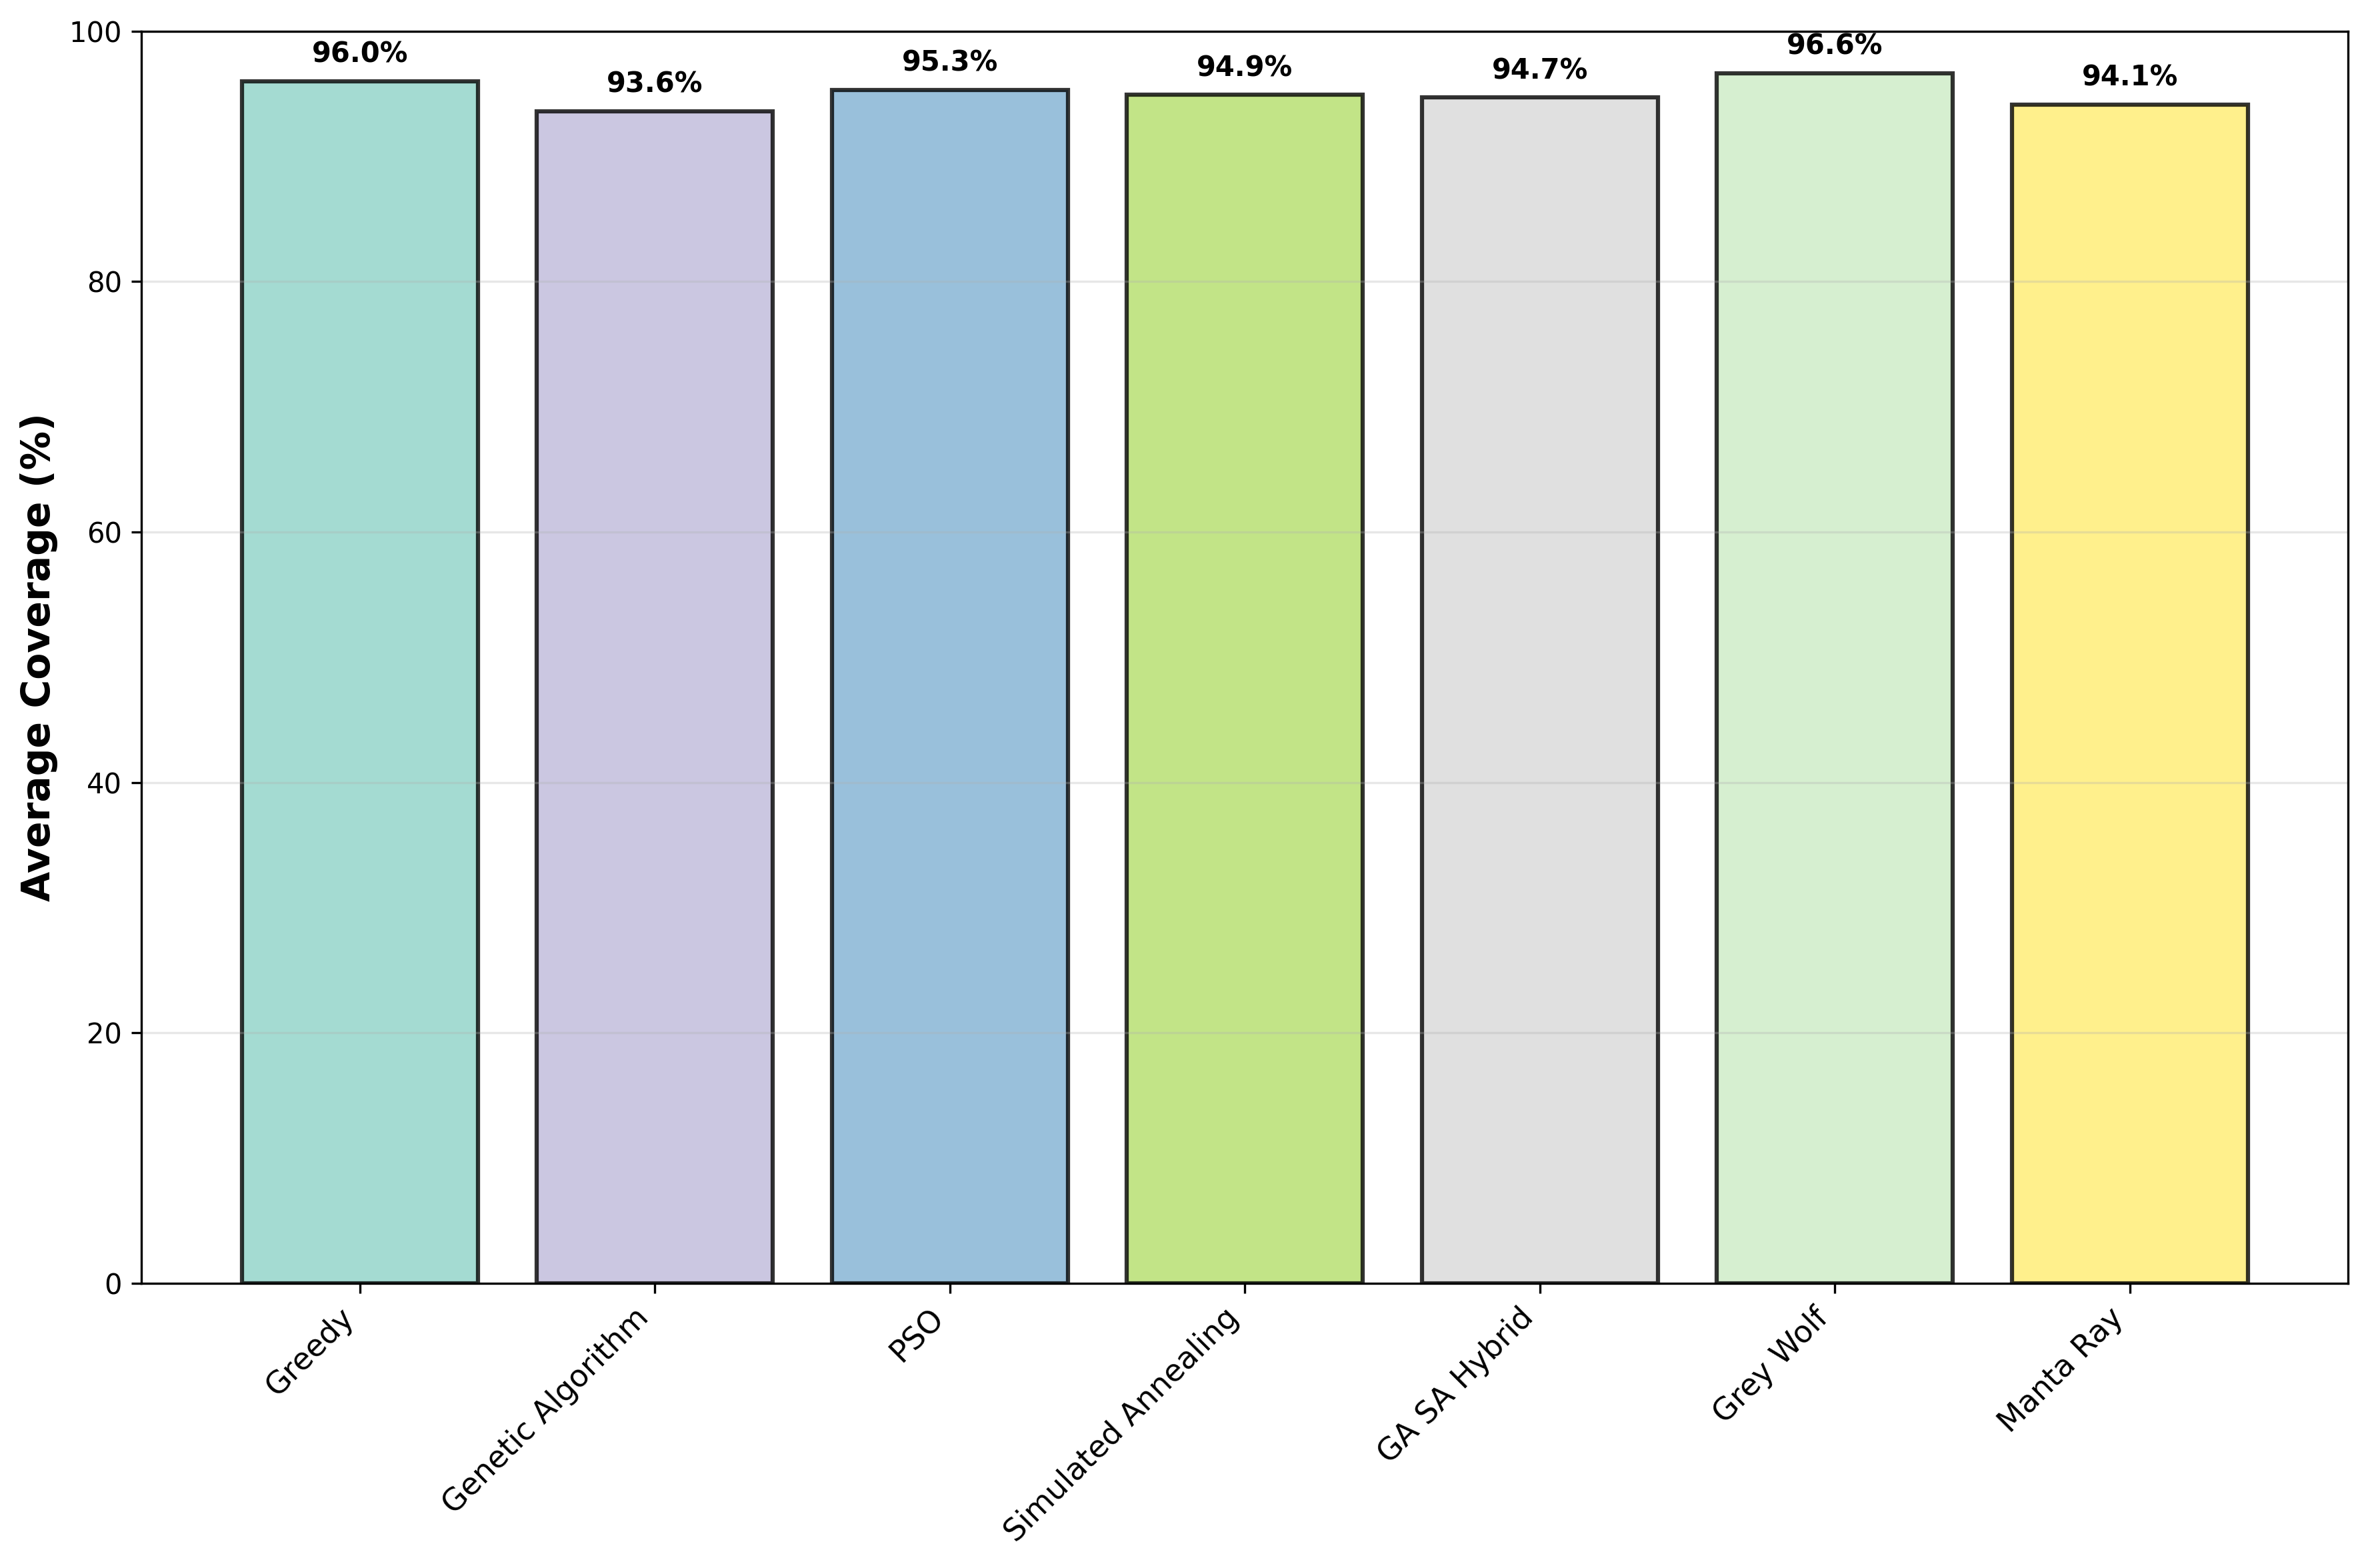 Average Coverage (%)
100
80
60
40
20
0
96.0%
93.6%
95.3%
94.9%
94.7%
96.6%
94.1%
Greedy
Genetic Algorithm
PSO
Simulated Annealing
GA SA Hybrid
Grey Wolf
Manta Ray